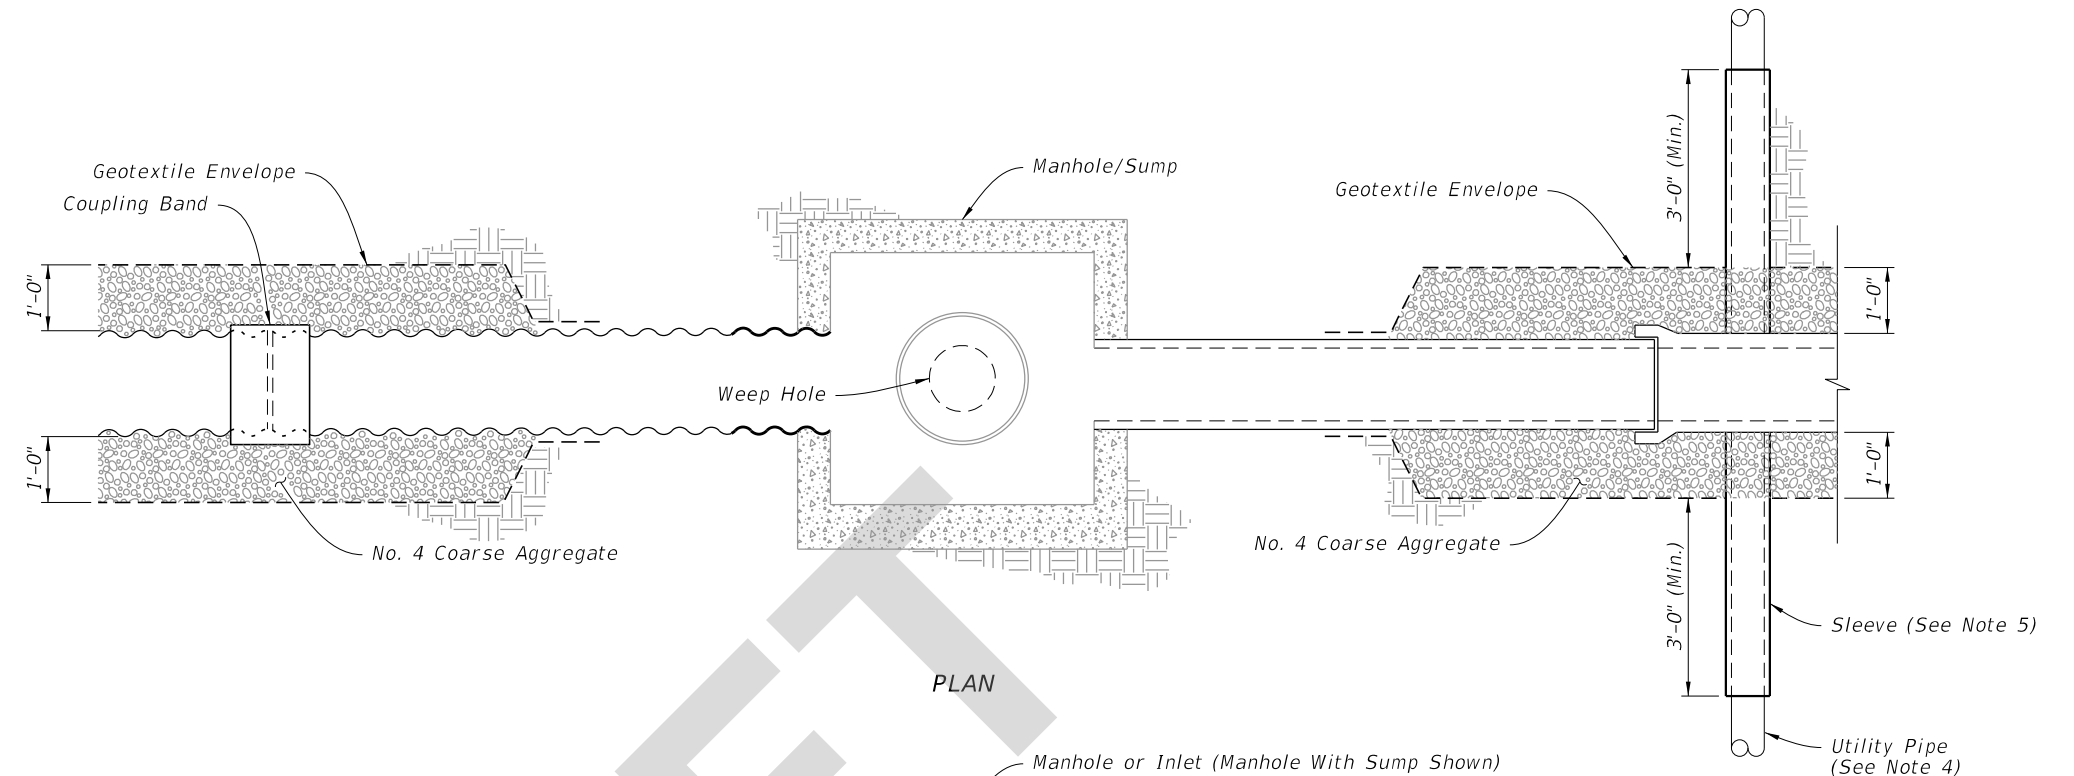 Manhole/Sump
Geotextile Envelope
Coupling Band
Geotextile Envelope
3'-0" (Min.)
1'-0"
1'-0"
Weep Hole
1'-0"
1'-0"
No. 4 Coarse Aggregate
No. 4 Coarse Aggregate
3'-0" (Min.)
Sleeve (See Note 5)
PLAN
Utility Pipe
(See Note 4)
Manhole or Inlet (Manhole With Sump Shown)